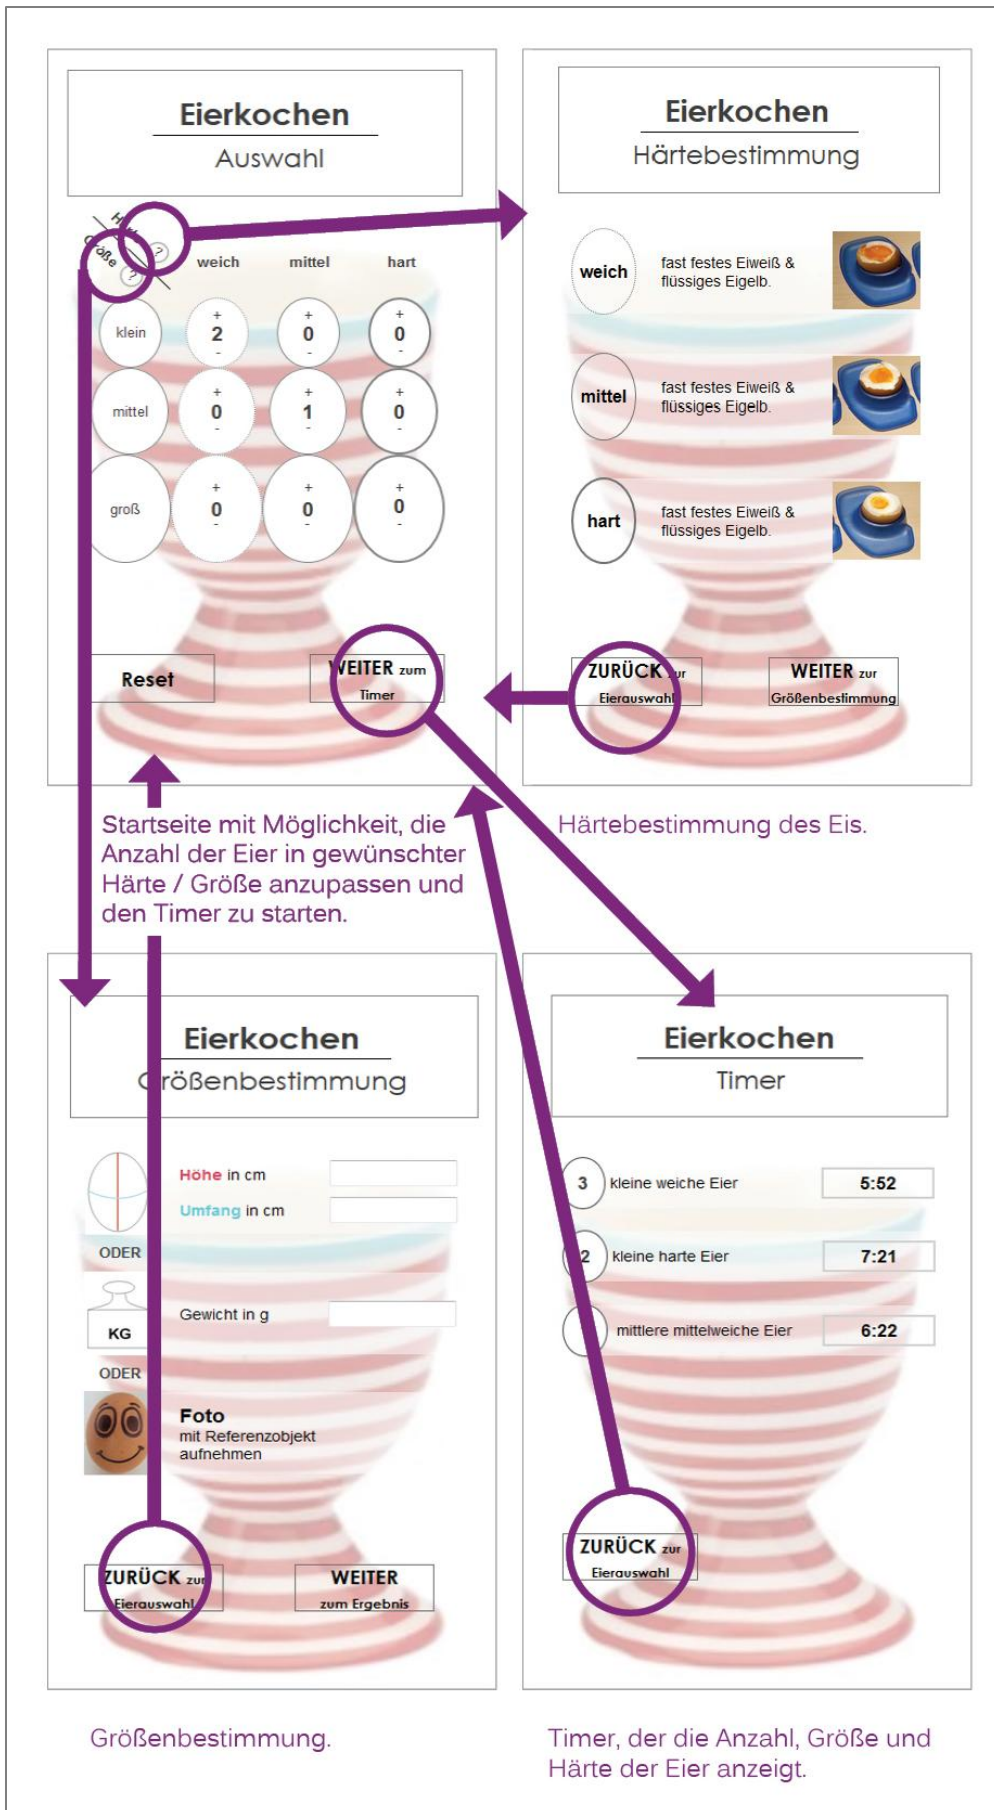 Eierkochen
Auswahl
Härte
?
Größe
?
weich mittel hart
klein
+ + +
2 0 0
- - -
mittel
+ + +
0 1 0
- - -
groß
+ + +
0 0 0
- - -
Reset
WEITER zum
Timer
Eierkochen
Härtebestimmung
weich
fast festes Eiweiß &
flüssiges Eigelb.
mittel
fast festes Eiweiß &
flüssiges Eigelb.
hart
fast festes Eiweiß &
flüssiges Eigelb.
ZURÜCK zur
Eierauswahl
WEITER zur
Größenbestimmung
Startseite mit Möglichkeit, die
Anzahl der Eier in gewünschter
Härte / Größe anzupassen und
den Timer zu starten.
Härtebestimmung des Eis.
Eierkochen
Größenbestimmung
Höhe in cm
Umfang in cm
ODER
KG
Gewicht in g
ODER
Foto
mit Referenzobjekt
aufnehmen
ZURÜCK zur
Eierauswahl
WEITER
zum Ergebnis
Eierkochen
Timer
3 kleine weiche Eier 5:52
2 kleine harte Eier 7:21
mittlere mittelweiche Eier 6:22
ZURÜCK zur
Eierauswahl
Größenbestimmung.
Timer, der die Anzahl, Größe und
Härte der Eier anzeigt.